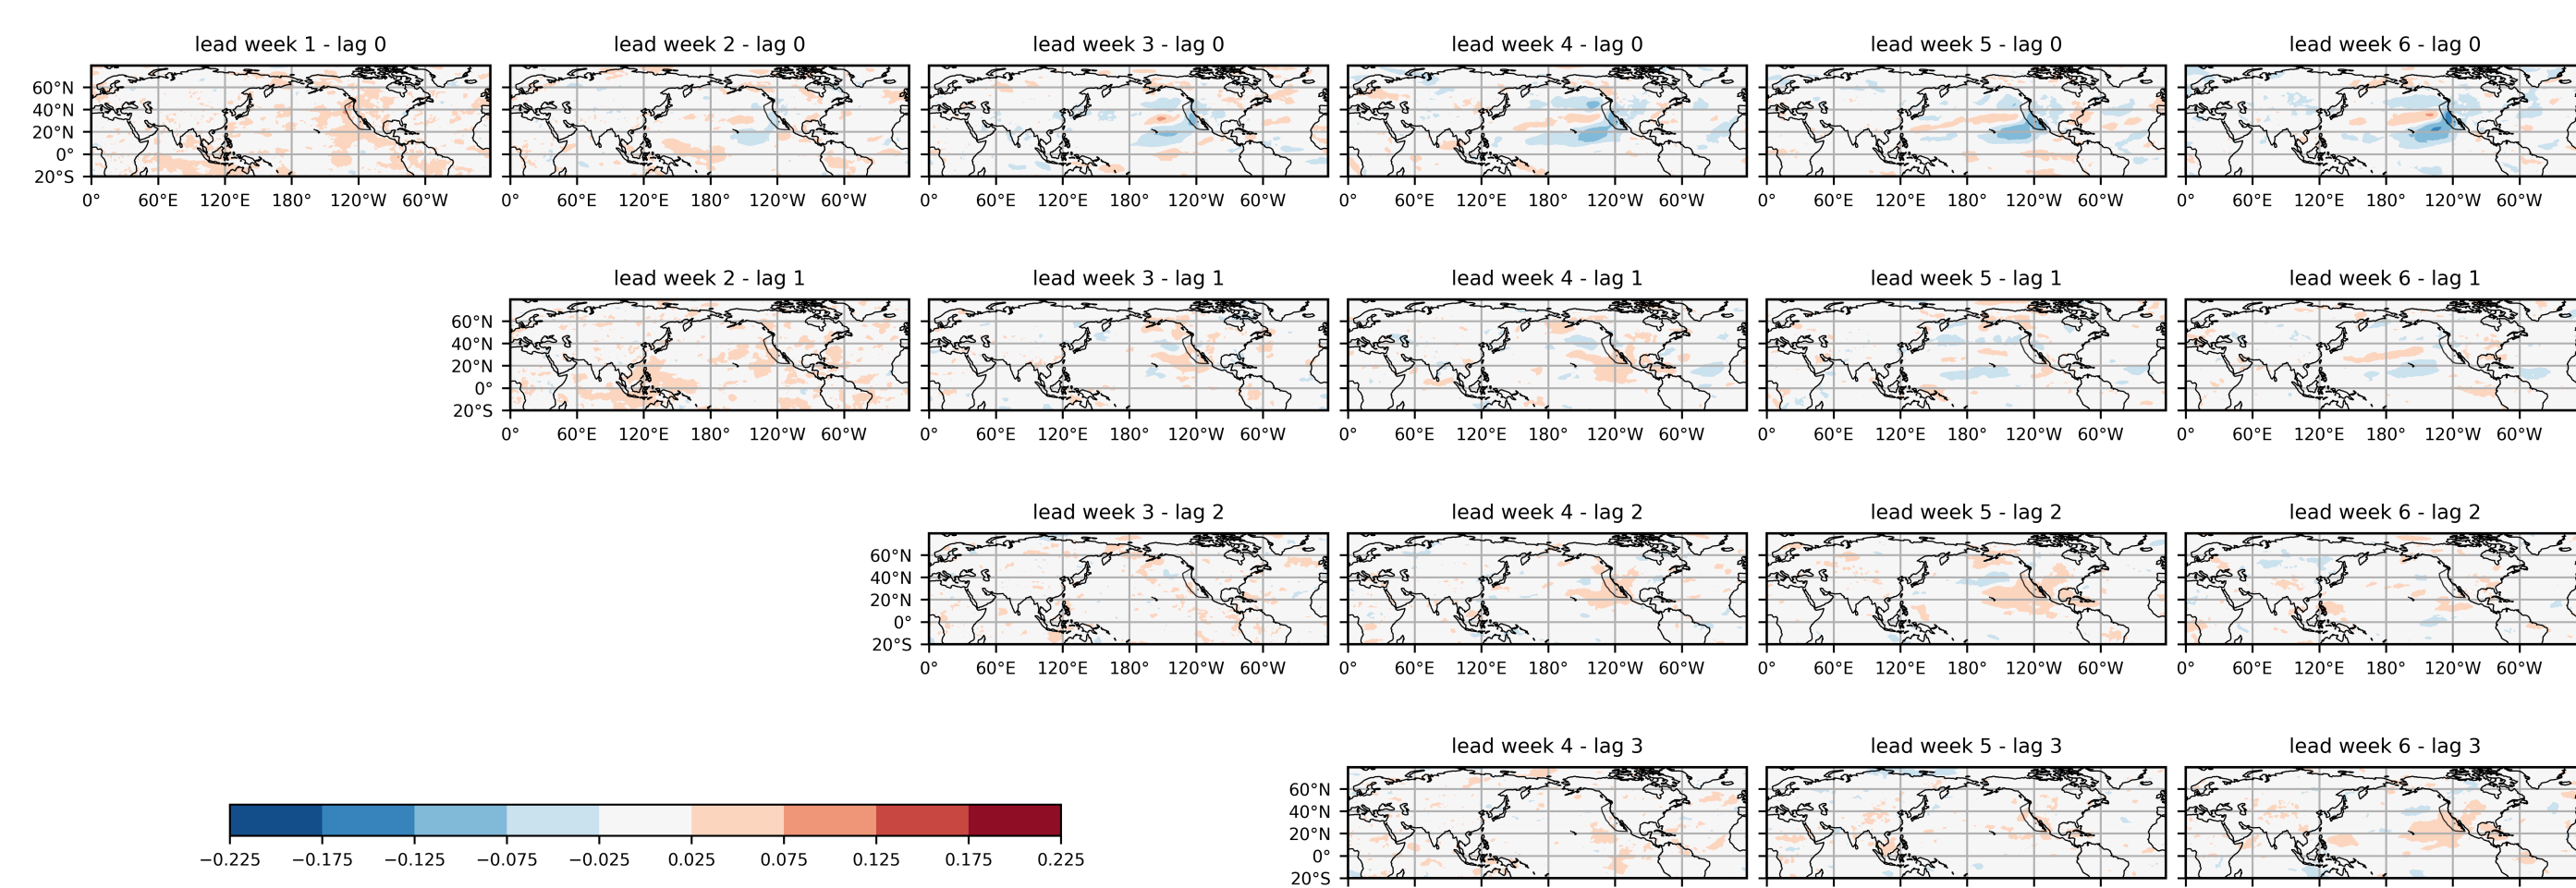 lead week 1 - lag 0 lead week 2 - lag 0 lead week 3 - lag 0 lead week 4 - lag 0 lead week 5 - lag 0 lead week 6 - lag 0
60°N
40°N
20°N
0°
20°S
0° 60°E 120°E 180° 120°W 60°W 0° 60°E 120°E 180° 120°W 60°W 0° 60°E 120°E 180° 120°W 60°W 0° 60°E 120°E 180° 120°W 60°W 0° 60°E 120°E 180° 120°W 60°W 0° 60°E 120°E 180° 120°W 60°W
lead week 2 - lag 1 lead week 3 - lag 1 lead week 4 - lag 1 lead week 5 - lag 1 lead week 6 - lag 1
60°N
40°N
20°N
0°
20°S
0° 60°E 120°E 180° 120°W 60°W 0° 60°E 120°E 180° 120°W 60°W 0° 60°E 120°E 180° 120°W 60°W 0° 60°E 120°E 180° 120°W 60°W 0° 60°E 120°E 180° 120°W 60°W
lead week 3 - lag 2 lead week 4 - lag 2 lead week 5 - lag 2 lead week 6 - lag 2
60°N
40°N
20°N
0°
20°S
0° 60°E 120°E 180° 120°W 60°W 0° 60°E 120°E 180° 120°W 60°W 0° 60°E 120°E 180° 120°W 60°W 0° 60°E 120°E 180° 120°W 60°W
lead week 4 - lag 3 lead week 5 - lag 3 lead week 6 - lag 3
60°N
40°N
20°N
0°
20°S
−0.225 −0.175 −0.125 −0.075 −0.025 0.025 0.075 0.125 0.175 0.225